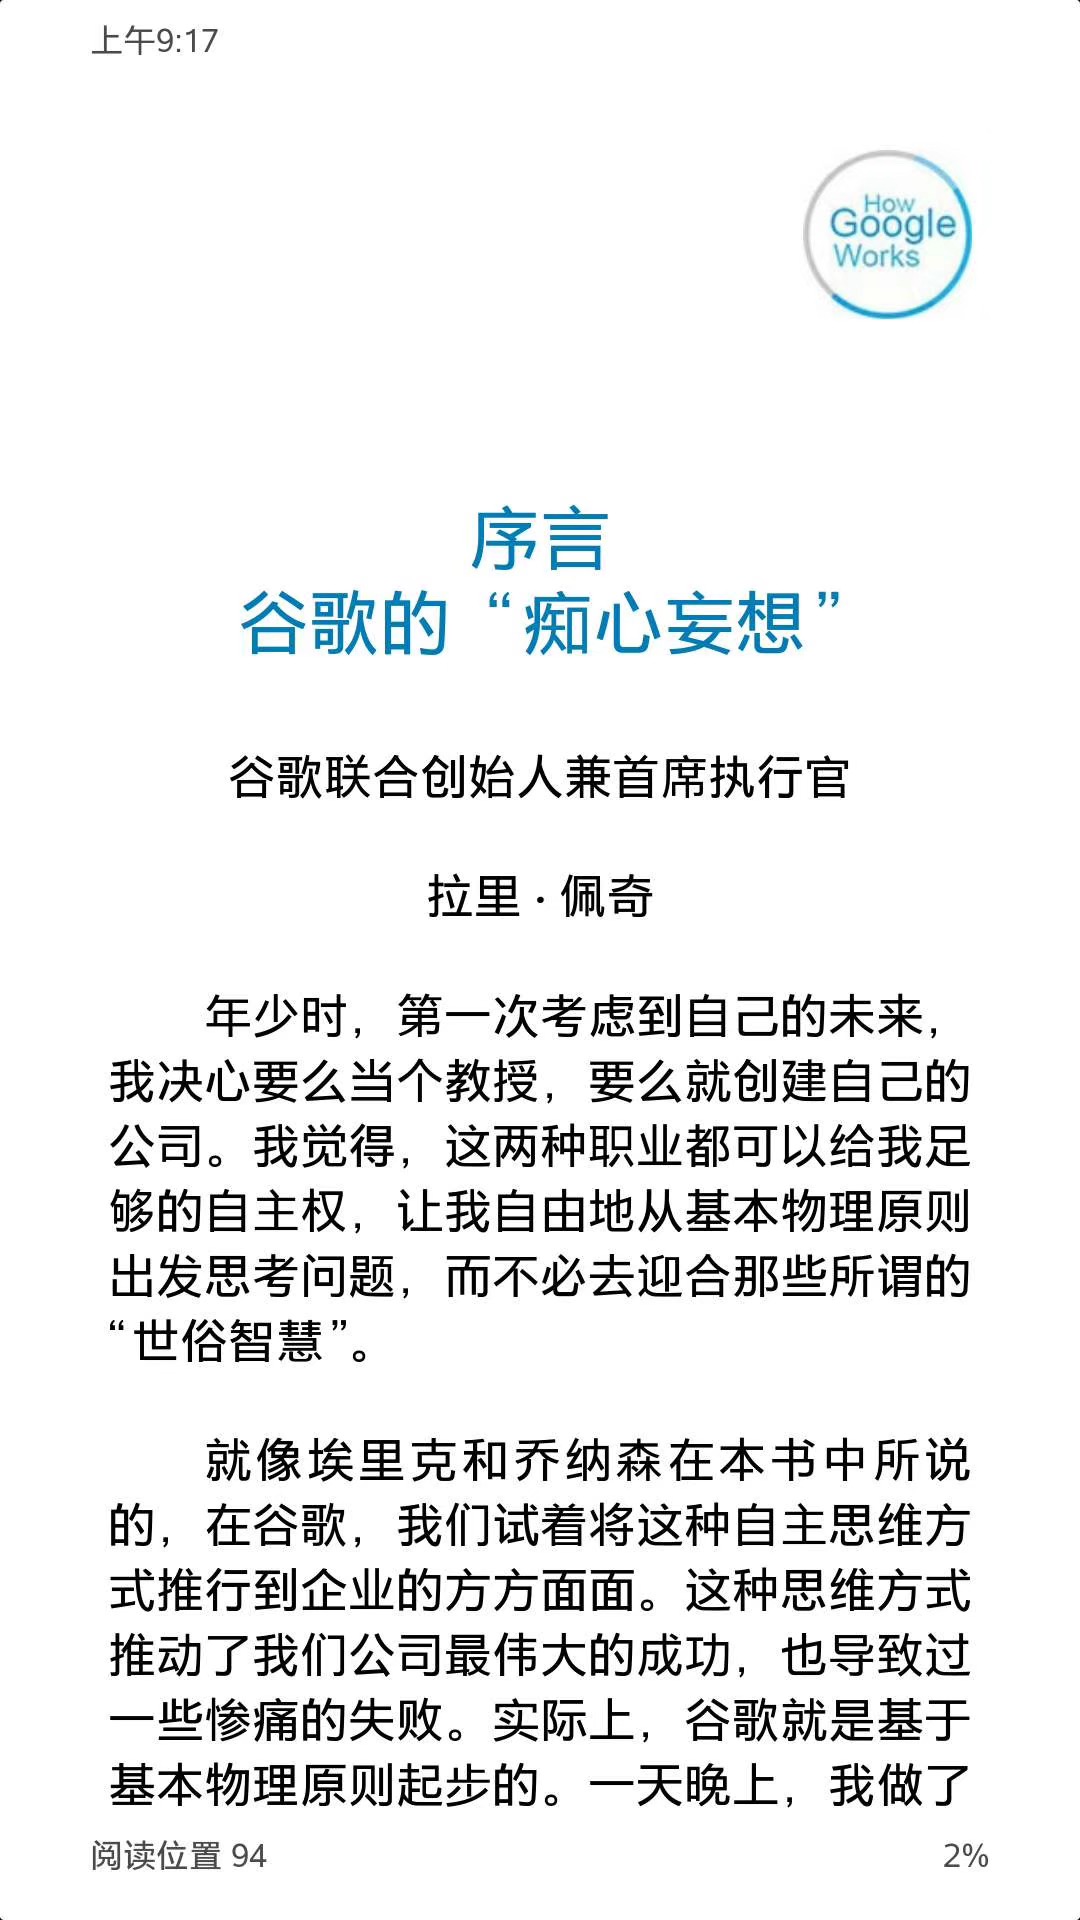 上午9:17
How
Google
Works
序言
谷歌的“痴心妄想”
谷歌联合创始人兼首席执行官
拉里·佩奇
年少时，第一次考虑到自己的未来，
我决心要么当个教授，要么就创建自己的
公司。我觉得，这两种职业都可以给我足
够的自主权，让我自由地从基本物理原则
出发思考问题，而不必去迎合那些所谓的
“世俗智慧”。
就像埃里克和乔纳森在本书中所说
的，在谷歌，我们试着将这种自主思维方
式推行到企业的方方面面。这种思维方式
推动了我们公司最伟大的成功，也导致过
一些惨痛的失败。实际上，谷歌就是基于
基本物理原则起步的。一天晚上，我做了
阅读位置 94
2%